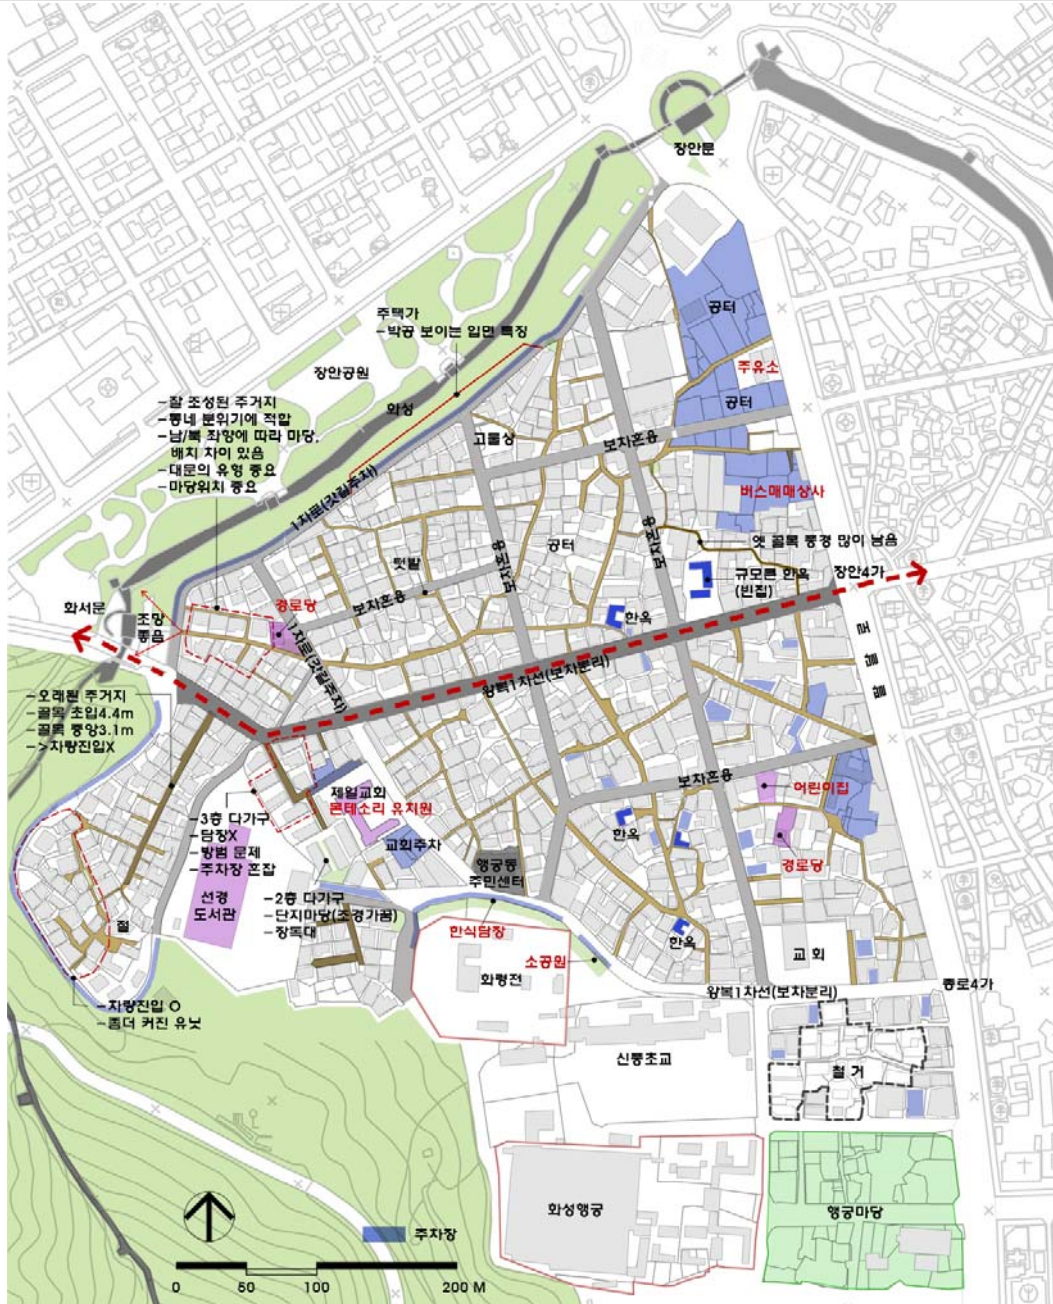 장안문
공터
주택가
-박공 보이는 입면 특징
주유소
장안공원
공터
-잘 조성된 주거지
-동네 분위기에 적합
-남/북 좌향에 따라 마당,
배치 차이 있음
-대문의 유형 중요
-마당위치 중요
화성
고물상
보차혼용
1차로(갓길주차)
버스매매상사
보차혼용
옛 골목 풍경 많이 남음
공터
보차혼용
텃밭
규모큰 한옥
(빈집)
장안4가
화서문
조망
좋음
경로당
보차혼용
한옥
1차로(갓길주차)
왕복1차선(보차분리)
-오래된 주거지
-골목 초입4.4m
-골목 중앙3.1m
->차량진입X
보차혼용
어린이집
제일교회
몬테소리 유치원
-3층 다가구
-담장X
-방범 문제
-주차장 혼잡
한옥
교회주차
경로당
행궁동
주민센터
선경
도서관
-2층 다가구
-단지마당(조경가꿈)
-장독대
절
한식담장
한옥
소공원
교회
화령전
-차량진입 O
-좀더 커진 유닛
왕복1차선(보차분리)
종로4가
신풍초교
철거
화성행궁
행궁마당
주차장
0 50 100 200 M